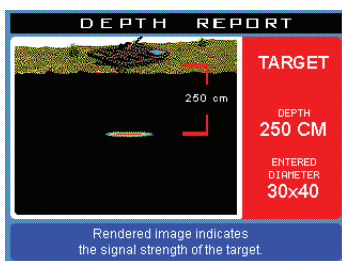 DEPTH REPORT
250 cm
TARGET
DEPTH
250 CM
ENTERED
DIAMETER
30x40
Rendered image indicates
the signal strength of the target.